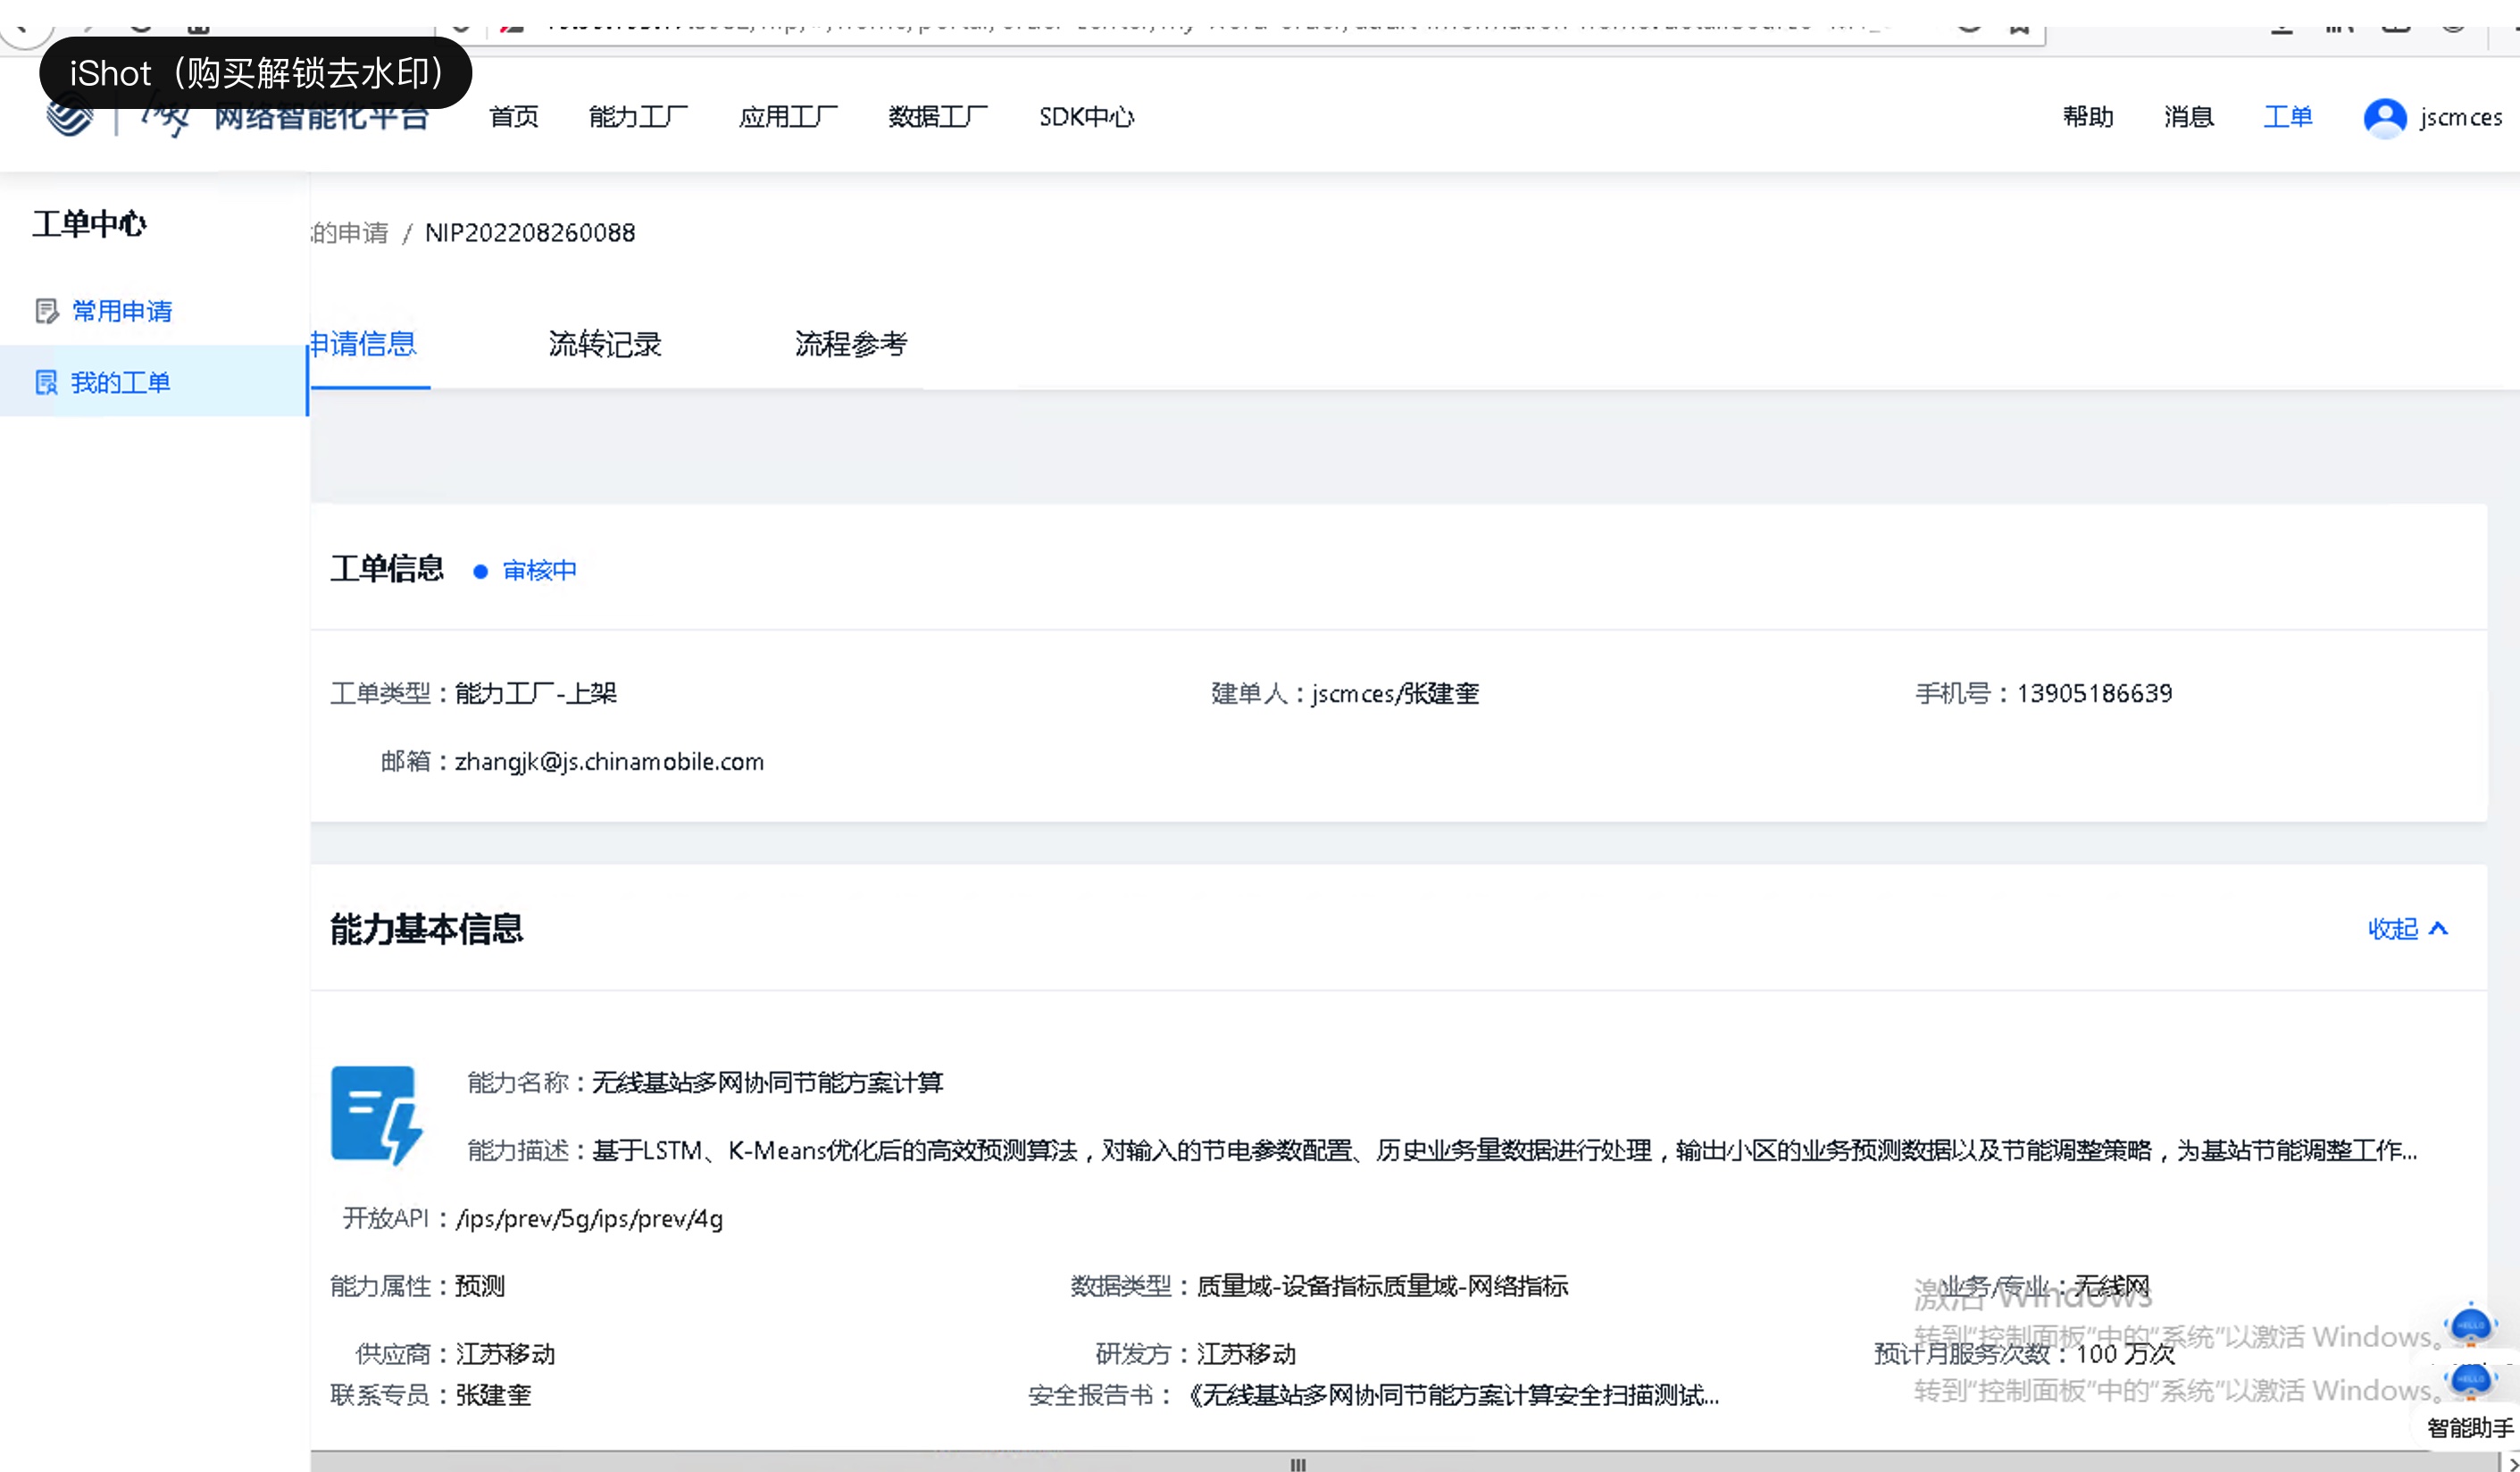 iShot（购买解锁去水印）
网络智能化平台 首页 能力工厂 应用工厂 数据工厂 SDK中心 帮助 消息 工单 jscmces
工单中心
的申请 / NIP202208260088
常用申请
申请信息 流转记录 流程参考
我的工单
工单信息 审核中
工单类型：能力工厂-上架 建单人：jscmces/张建奎 手机号：13905186639
邮箱：zhangjk@js.chinamobile.com
能力基本信息 收起
能力名称：无线基站多网协同节能方案计算
能力描述：基于LSTM、K-Means优化后的高效预测算法，对输入的节电参数配置、历史业务量数据进行处理，输出小区的业务预测数据以及节能调整策略，为基站节能调整工作...
开放API：/ips/prev/5g/ips/prev/4g
能力属性：预测 数据类型：质量域-设备指标质量域-网络指标 业务/专业：无线网
激活 Windows
转到"控制面板"中的"系统"以激活 Windows。
供应商：江苏移动 研发方：江苏移动 预计月服务次数：100 万次
联系专员：张建奎 安全报告书：《无线基站多网协同节能方案计算安全扫描测试...
转到"控制面板"中的"系统"以激活 Windows。
智能助手